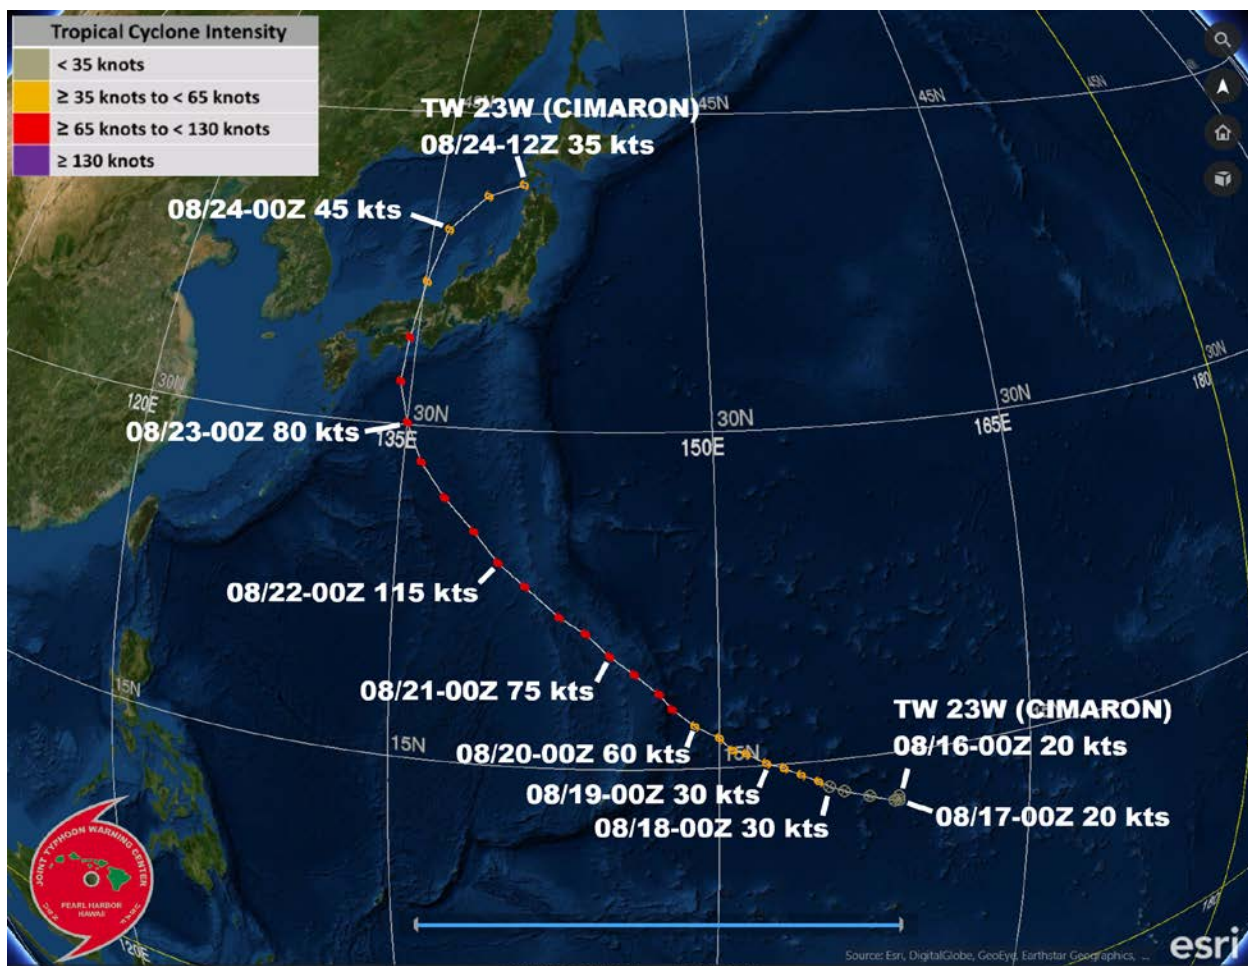 Tropical Cyclone Intensity
< 35 knots
≥ 35 knots to < 65 knots
≥ 65 knots to < 130 knots
≥ 130 knots
45N
45N
45N
45N
TW 23W (CIMARON)
08/24-12Z 35 kts
08/24-00Z 45 kts
30N
120E
30N
180
30N
135E
30N
150E
30N
165E
08/23-00Z 80 kts
08/22-00Z 115 kts
08/21-00Z 75 kts
15N
15N
15N
TW 23W (CIMARON)
08/16-00Z 20 kts
08/20-00Z 60 kts
08/19-00Z 30 kts
08/18-00Z 30 kts
08/17-00Z 20 kts
JOINT TYPHOON WARNING CENTER
PEARL HARBOR
HAWAII
120E
180
Source: Esri, DigitalGlobe, GeoEye, Earthstar Geographics, ...
esri